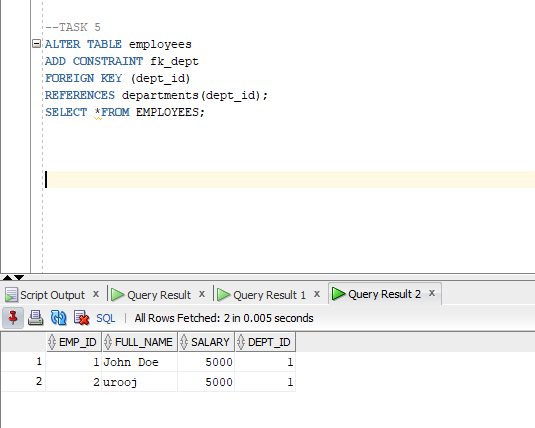 --TASK 5
ALTER TABLE employees
ADD CONSTRAINT fk_dept
FOREIGN KEY (dept_id)
REFERENCES departments(dept_id);
SELECT *FROM EMPLOYEES;
Script Output x Query Result x Query Result 1 x Query Result 2 x
SQL | All Rows Fetched: 2 in 0.005 seconds
EMP_ID FULL_NAME SALARY DEPT_ID
1 1 John Doe 5000 1
2 2 urooj 5000 1